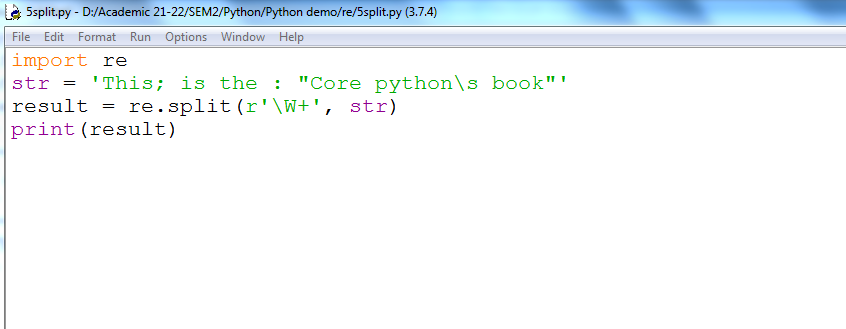 5split.py - D:/Academic 21-22/SEM2/Python/Python demo/re/5split.py (3.7.4)
File Edit Format Run Options Window Help
import re
str = 'This; is the : "Core python\s book"'
result = re.split(r'\W+', str)
print(result)